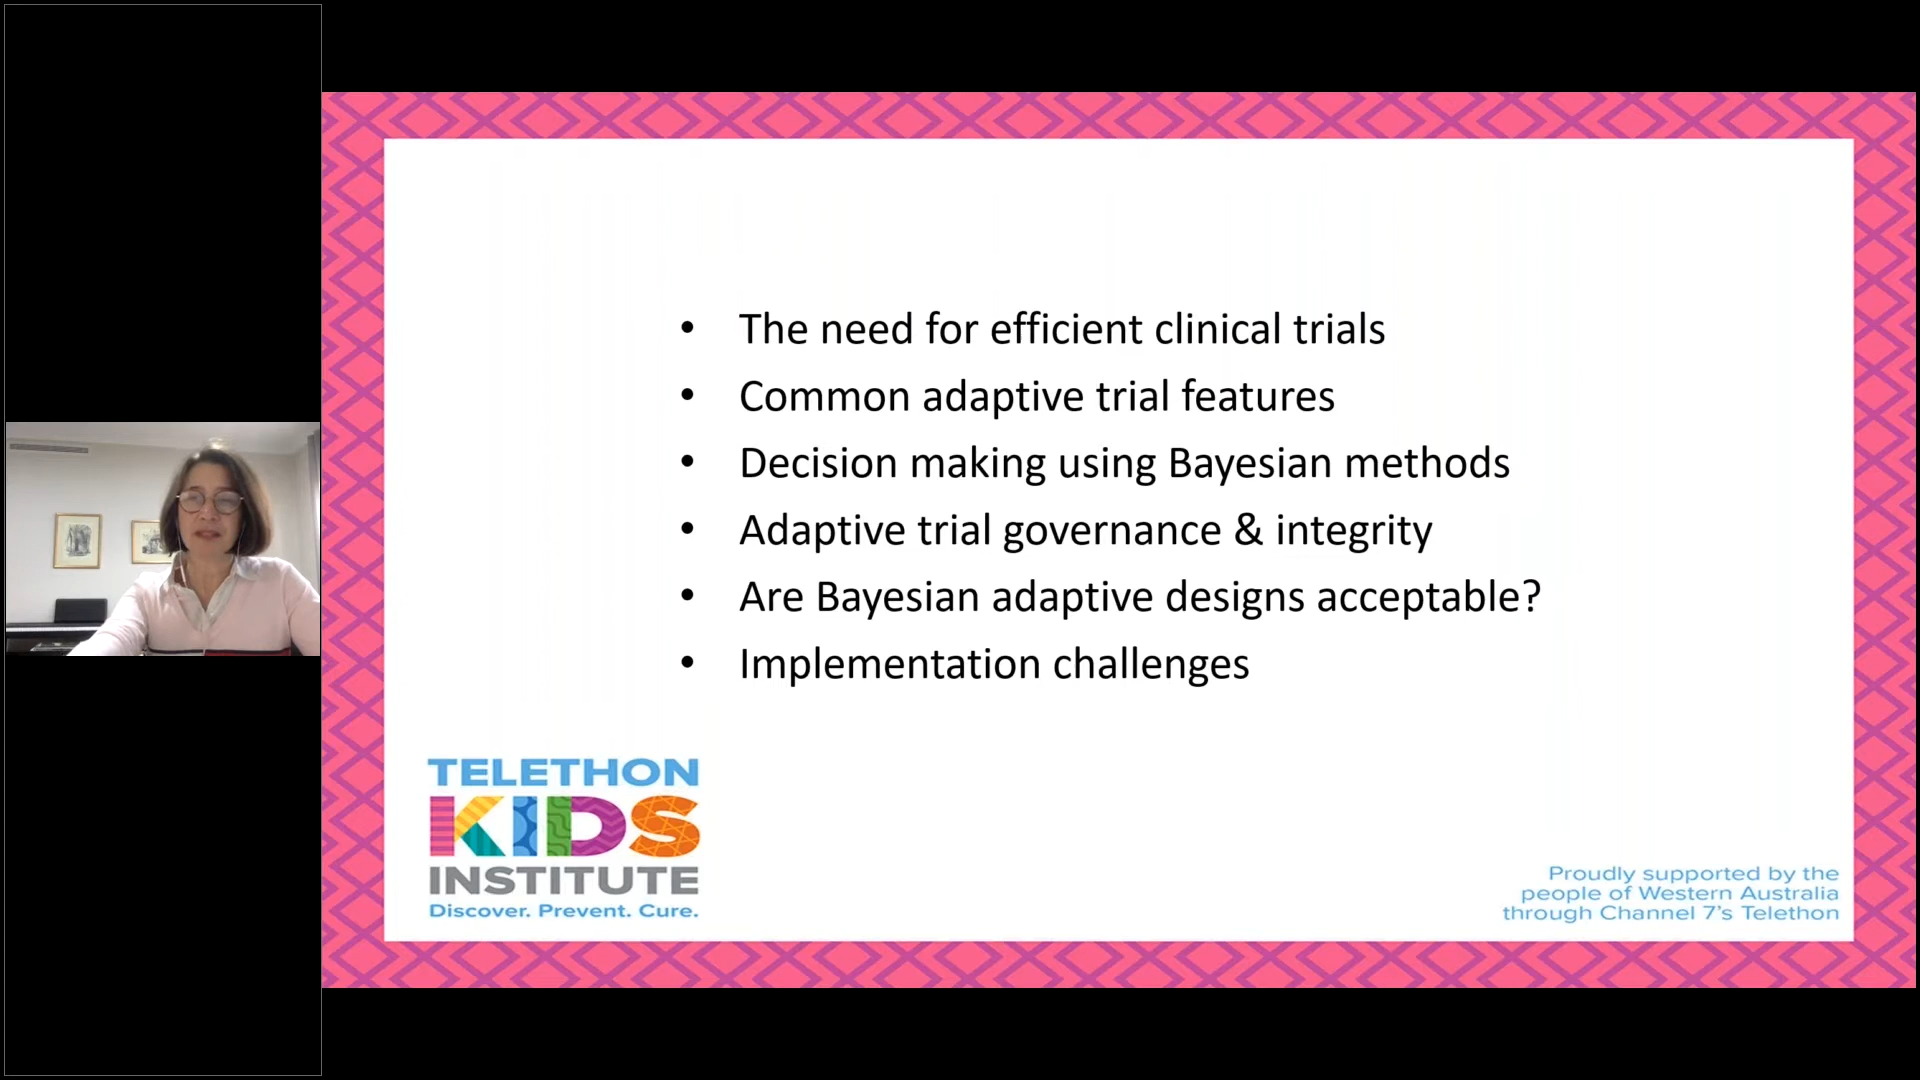 • The need for efficient clinical trials
• Common adaptive trial features
• Decision making using Bayesian methods
• Adaptive trial governance & integrity
• Are Bayesian adaptive designs acceptable?
• Implementation challenges
TELETHON
KIDS
INSTITUTE
Discover. Prevent. Cure.
Proudly supported by the
people of Western Australia
through Channel 7's Telethon